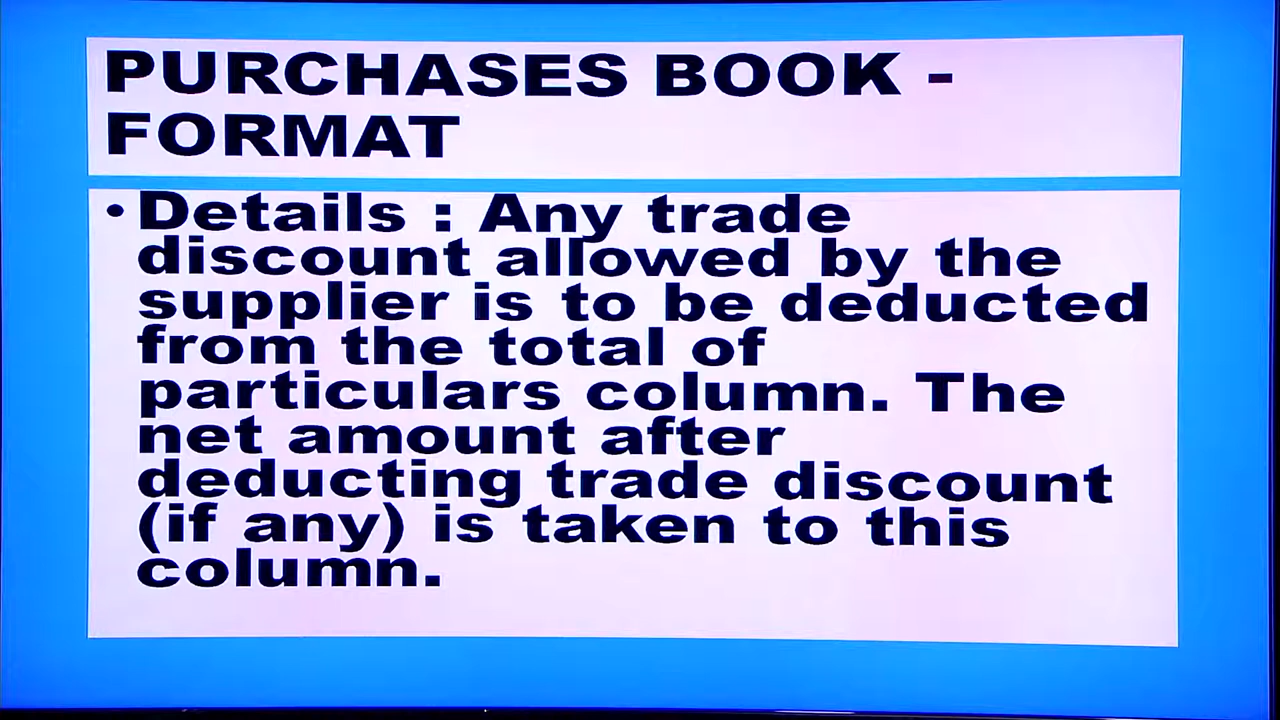 PURCHASES BOOK -
FORMAT
•Details : Any trade
discount allowed by the
supplier is to be deducted
from the total of
particulars column. The
net amount after
deducting trade discount
(if any) is taken to this
column.